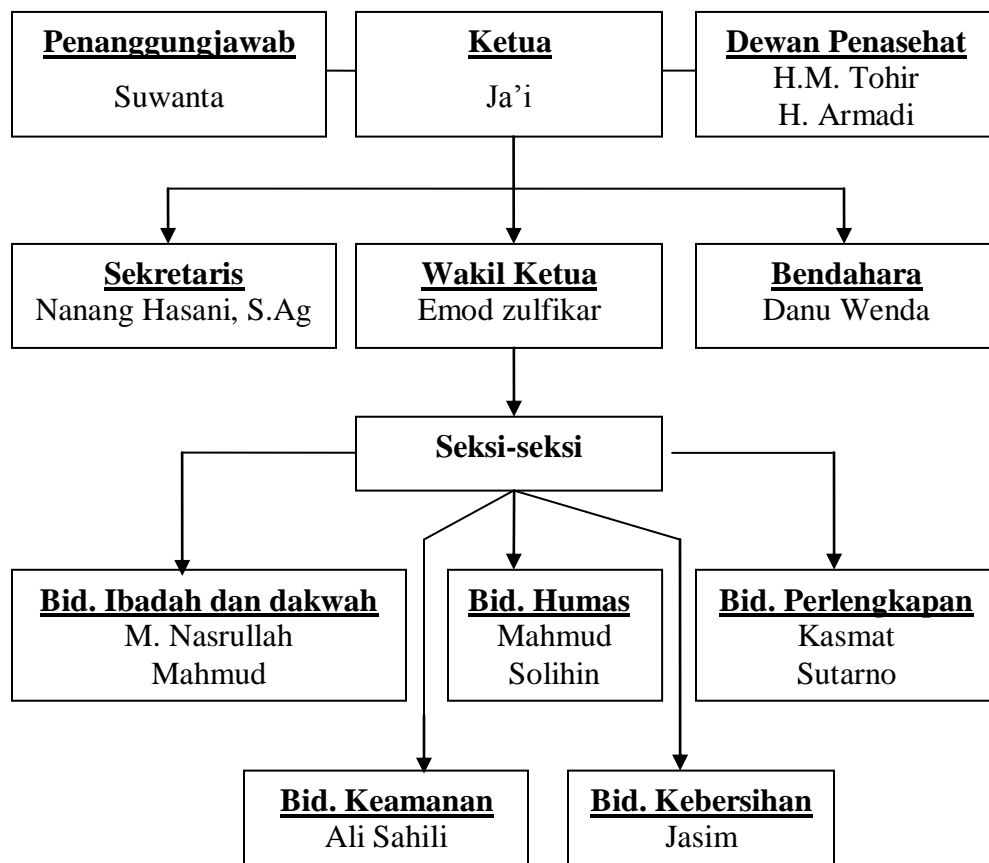 Penanggungjawab
Suwanta
Ketua
Ja’i
Dewan Penasehat
H.M. Tohir
H. Armadi
Sekretaris
Nanang Hasani, S.Ag
Wakil Ketua
Emod zulfikar
Bendahara
Danu Wenda
Seksi-seksi
Bid. Ibadah dan dakwah
M. Nasrullah
Mahmud
Bid. Humas
Mahmud
Solihin
Bid. Perlengkapan
Kasmat
Sutarno
Bid. Keamanan
Ali Sahili
Bid. Kebersihan
Jasim